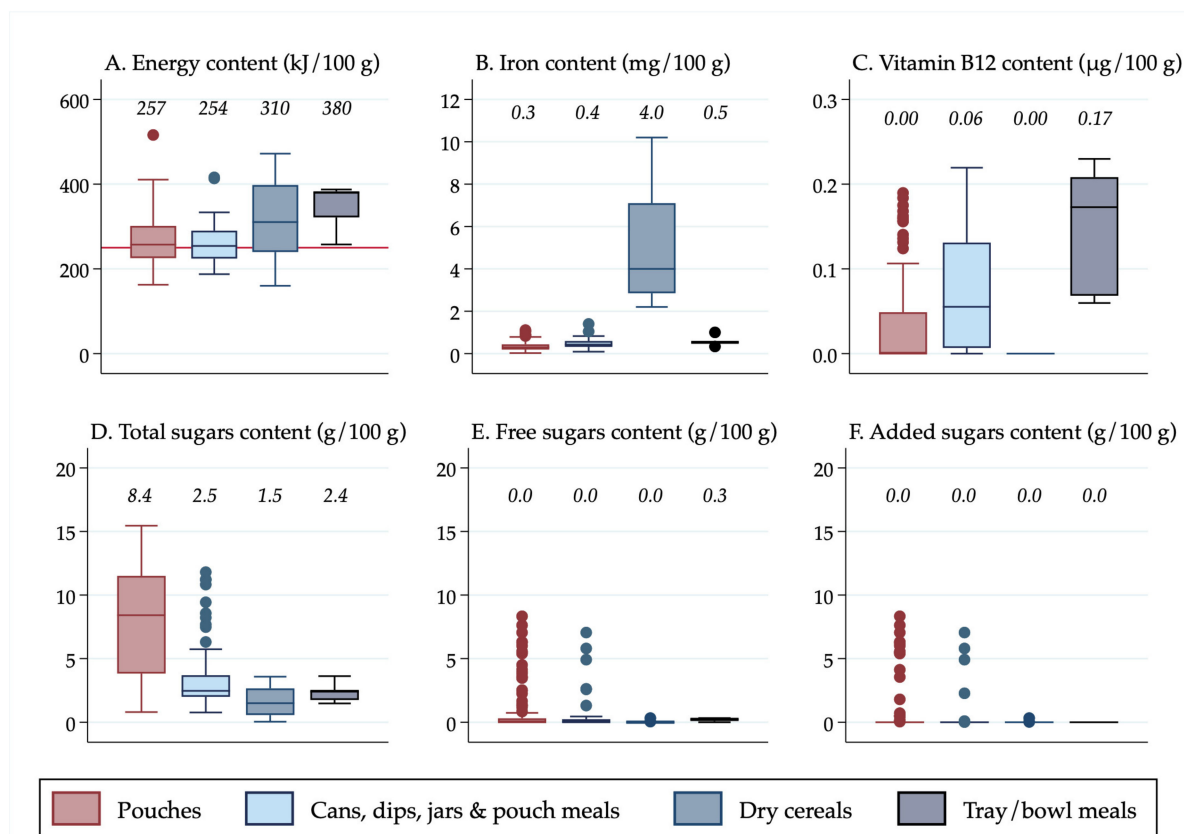 A. Energy content (kJ/100 g)
600
400
200
0
257 254 310 380
B. Iron content (mg/100 g)
12
10
8
6
4
2
0
0.3 0.4 4.0 0.5
C. Vitamin B12 content (µg/100 g)
0.3
0.2
0.1
0.0
0.00 0.06 0.00 0.17
D. Total sugars content (g/100 g)
20
15
10
5
0
8.4 2.5 1.5 2.4
E. Free sugars content (g/100 g)
20
15
10
5
0
0.0 0.0 0.0 0.3
F. Added sugars content (g/100 g)
20
15
10
5
0
0.0 0.0 0.0 0.0
Pouches Cans, dips, jars & pouch meals Dry cereals Tray/bowl meals